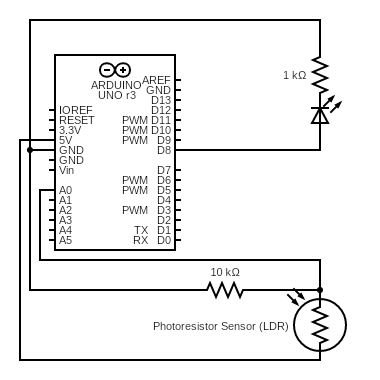 1 kΩ
ARDUINO
UNO r3
AREF
GND
D13
IOREF D12
RESET PWM D11
3.3V PWM D10
5V PWM D9
GND D8
GND
Vin D7
PWM D6
A0 PWM D5
A1 D4
A2 PWM D3
A3 D2
A4 TX D1
A5 RX D0
10 kΩ
Photoresistor Sensor (LDR)